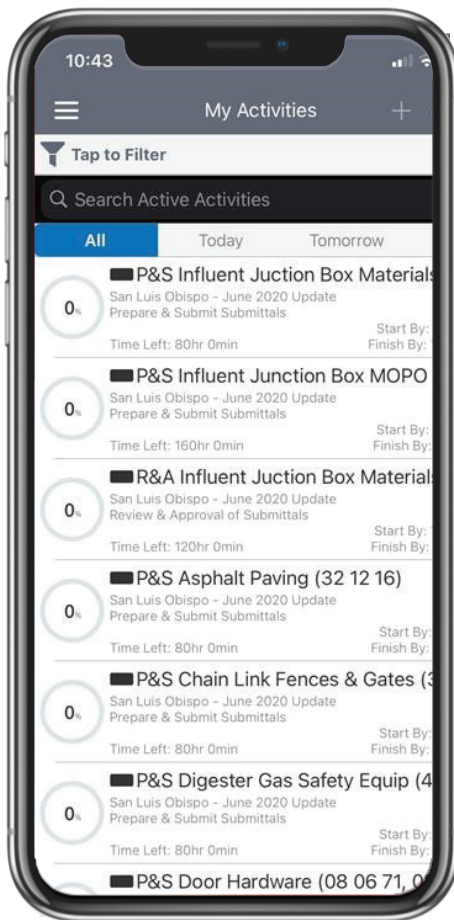 10:43
My Activities
Tap to Filter
Search Active Activities
All Today Tomorrow
P&S Influent Juction Box Materials
San Luis Obispo - June 2020 Update
Prepare & Submit Submittals
Start By:
Time Left: 80hr 0min Finish By:
0%
P&S Influent Junction Box MOPO
San Luis Obispo - June 2020 Update
Prepare & Submit Submittals
Start By:
Time Left: 160hr 0min Finish By:
0%
R&A Influent Juction Box Materials
San Luis Obispo - June 2020 Update
Review & Approval of Submittals
Start By:
Time Left: 120hr 0min Finish By:
0%
P&S Asphalt Paving (32 12 16)
San Luis Obispo - June 2020 Update
Prepare & Submit Submittals
Start By:
Time Left: 80hr 0min Finish By:
0%
P&S Chain Link Fences & Gates (3
San Luis Obispo - June 2020 Update
Prepare & Submit Submittals
Start By:
Time Left: 80hr 0min Finish By:
0%
P&S Digester Gas Safety Equip (4
San Luis Obispo - June 2020 Update
Prepare & Submit Submittals
Start By:
Time Left: 80hr 0min Finish By:
0%
P&S Door Hardware (08 06 71, 0